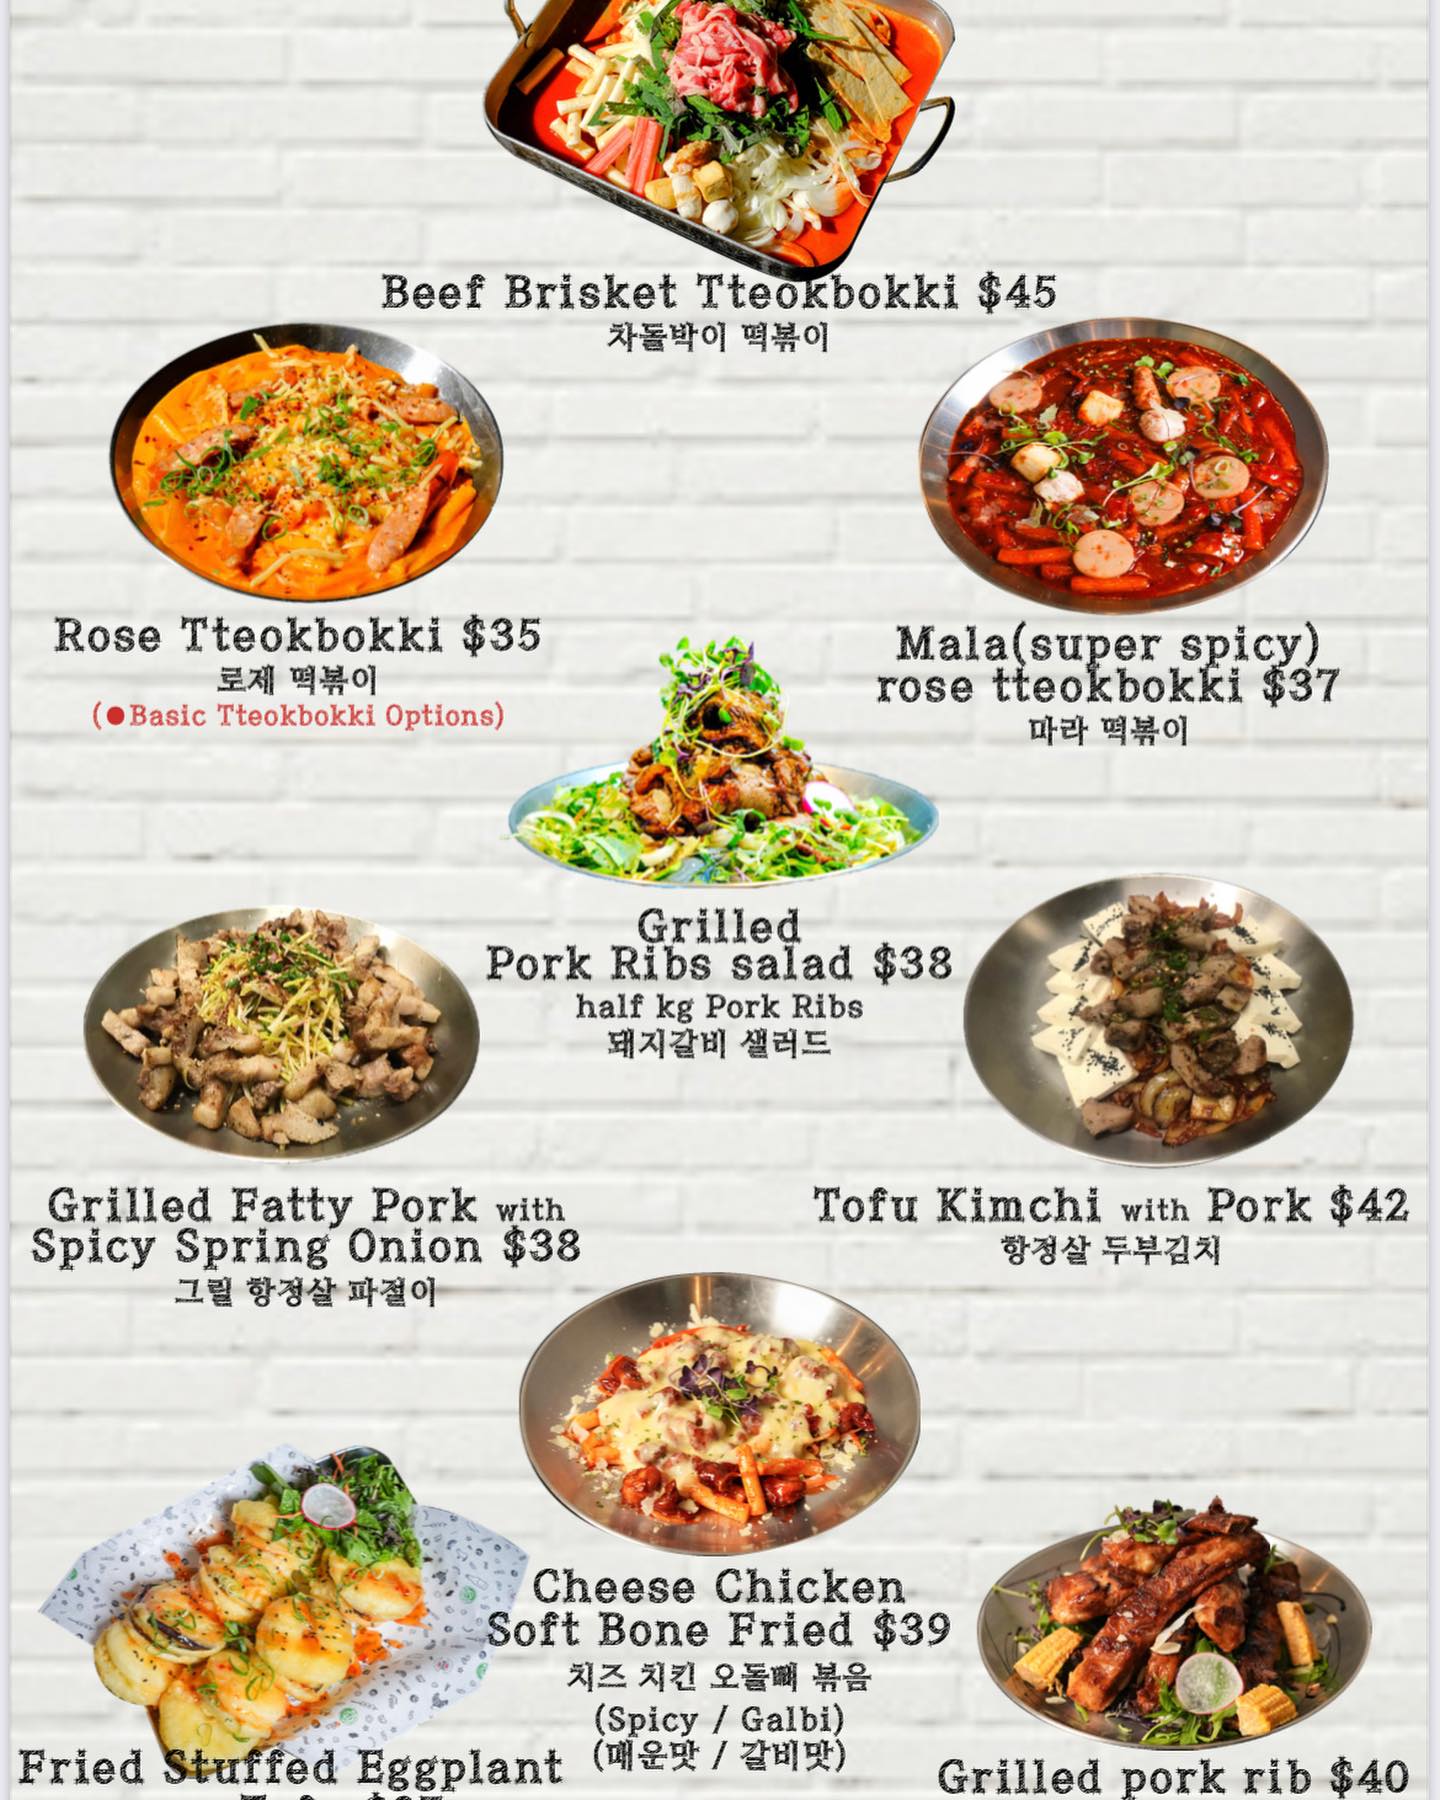 Beef Brisket Tteokbokki $45
차돌박이 떡볶이
Rose Tteokbokki $35
로제 떡볶이
(●Basic Tteokbokki Options)
Mala(super spicy)
rose tteokbokki $37
마라 떡볶이
Grilled
Pork Ribs salad $38
half kg Pork Ribs
돼지갈비 샐러드
Grilled Fatty Pork with
Spicy Spring Onion $38
그릴 항정살 파절이
Tofu Kimchi with Pork $42
항정살 두부김치
Cheese Chicken
Soft Bone Fried $39
치즈 치킨 오돌뼈 볶음
(Spicy / Galbi)
(매운맛 / 갈비맛)
Fried Stuffed Eggplant
Grilled pork rib $40